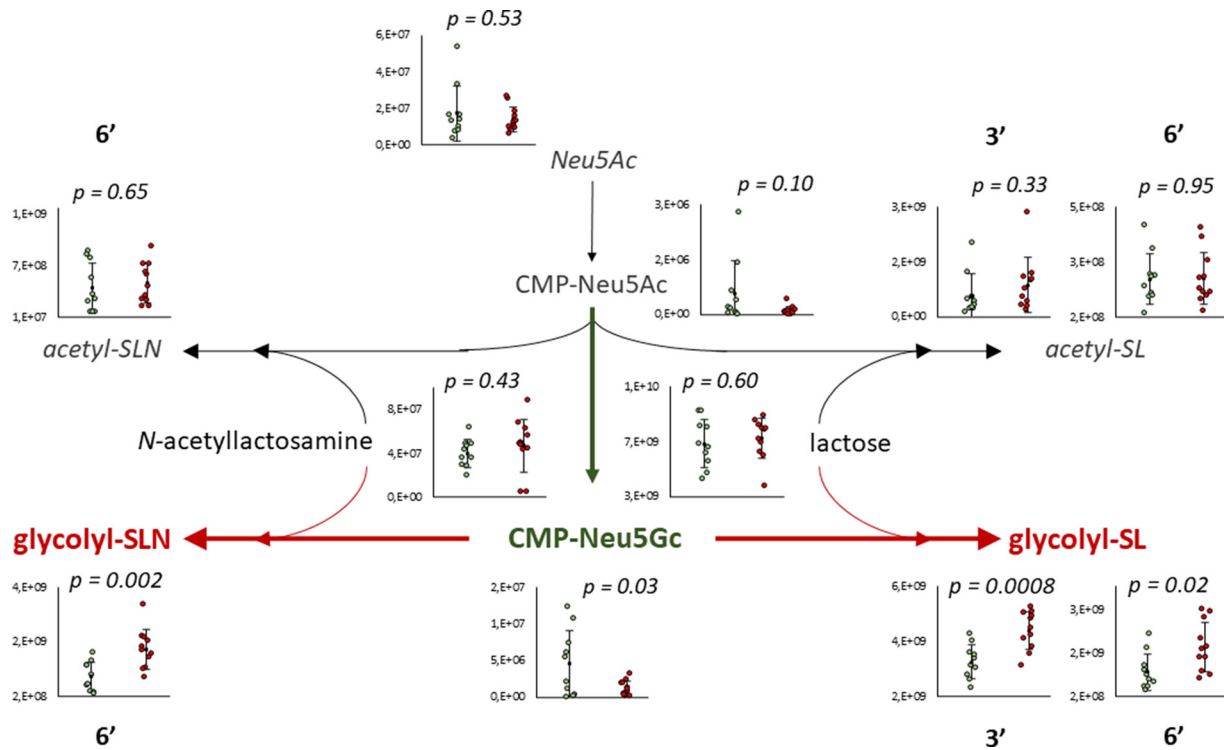 p = 0.53
6,E+07
4,E+07
2,E+07
0,E+00
6'
3'
6'
Neu5Ac
p = 0.65
1,E+09
7,E+08
1,E+07
p = 0.10
3,E+06
2,E+06
1,E+06
0,E+00
p = 0.33
3,E+09
2,E+09
0,E+00
p = 0.95
5,E+08
3,E+08
2,E+08
CMP-Neu5Ac
acetyl-SLN
acetyl-SL
p = 0.43
8,E+07
4,E+07
0,E+00
p = 0.60
1,E+10
7,E+09
3,E+09
N-acetyllactosamine
lactose
glycolyl-SLN
CMP-Neu5Gc
glycolyl-SL
p = 0.002
4,E+09
2,E+09
2,E+08
p = 0.03
2,E+07
1,E+07
5,E+06
0,E+00
p = 0.0008
6,E+09
4,E+09
2,E+09
p = 0.02
3,E+09
2,E+09
2,E+08
6'
3'
6'